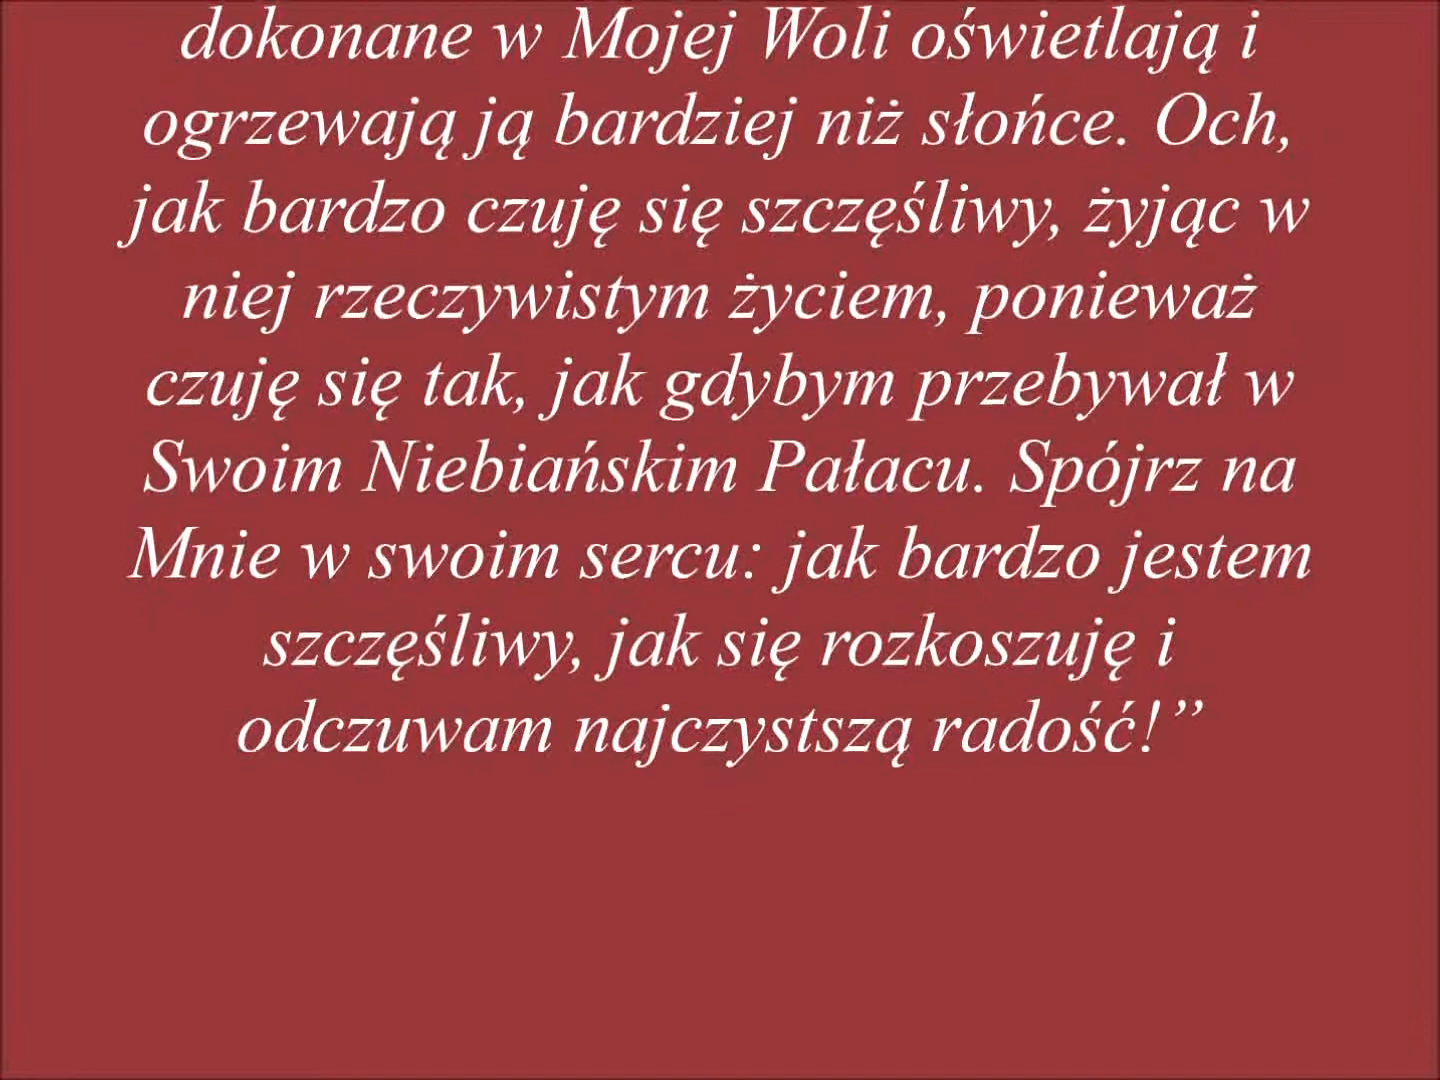 dokonane w Mojej Woli oświetlają i
ogrzewają ją bardziej niż słońce. Och,
jak bardzo czuję się szczęśliwy, żyjąc w
niej rzeczywistym życiem, ponieważ
czuję się tak, jak gdybym przebywał w
Swoim Niebiańskim Pałacu. Spójrz na
Mnie w swoim sercu: jak bardzo jestem
szczęśliwy, jak się rozkoszuję i
odczuwam najczystszą radość!”